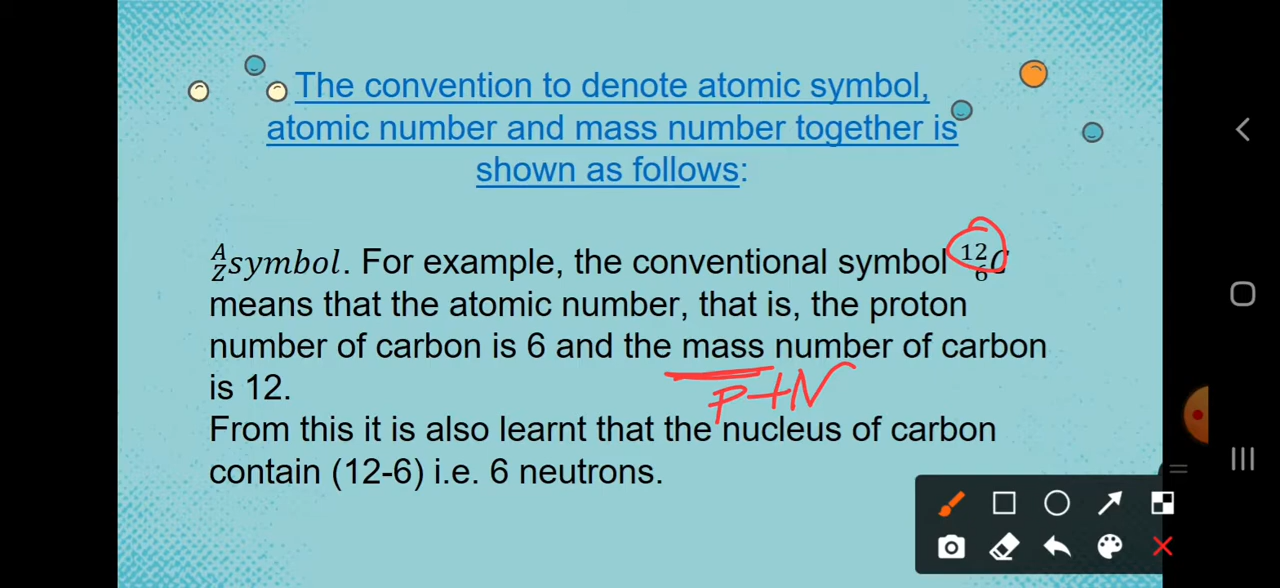 The convention to denote atomic symbol,
atomic number and mass number together is
shown as follows:
ᴬ_Z symbol. For example, the conventional symbol ¹²₆C
means that the atomic number, that is, the proton
number of carbon is 6 and the mass number of carbon
is 12.
P+N
From this it is also learnt that the nucleus of carbon
contain (12-6) i.e. 6 neutrons.